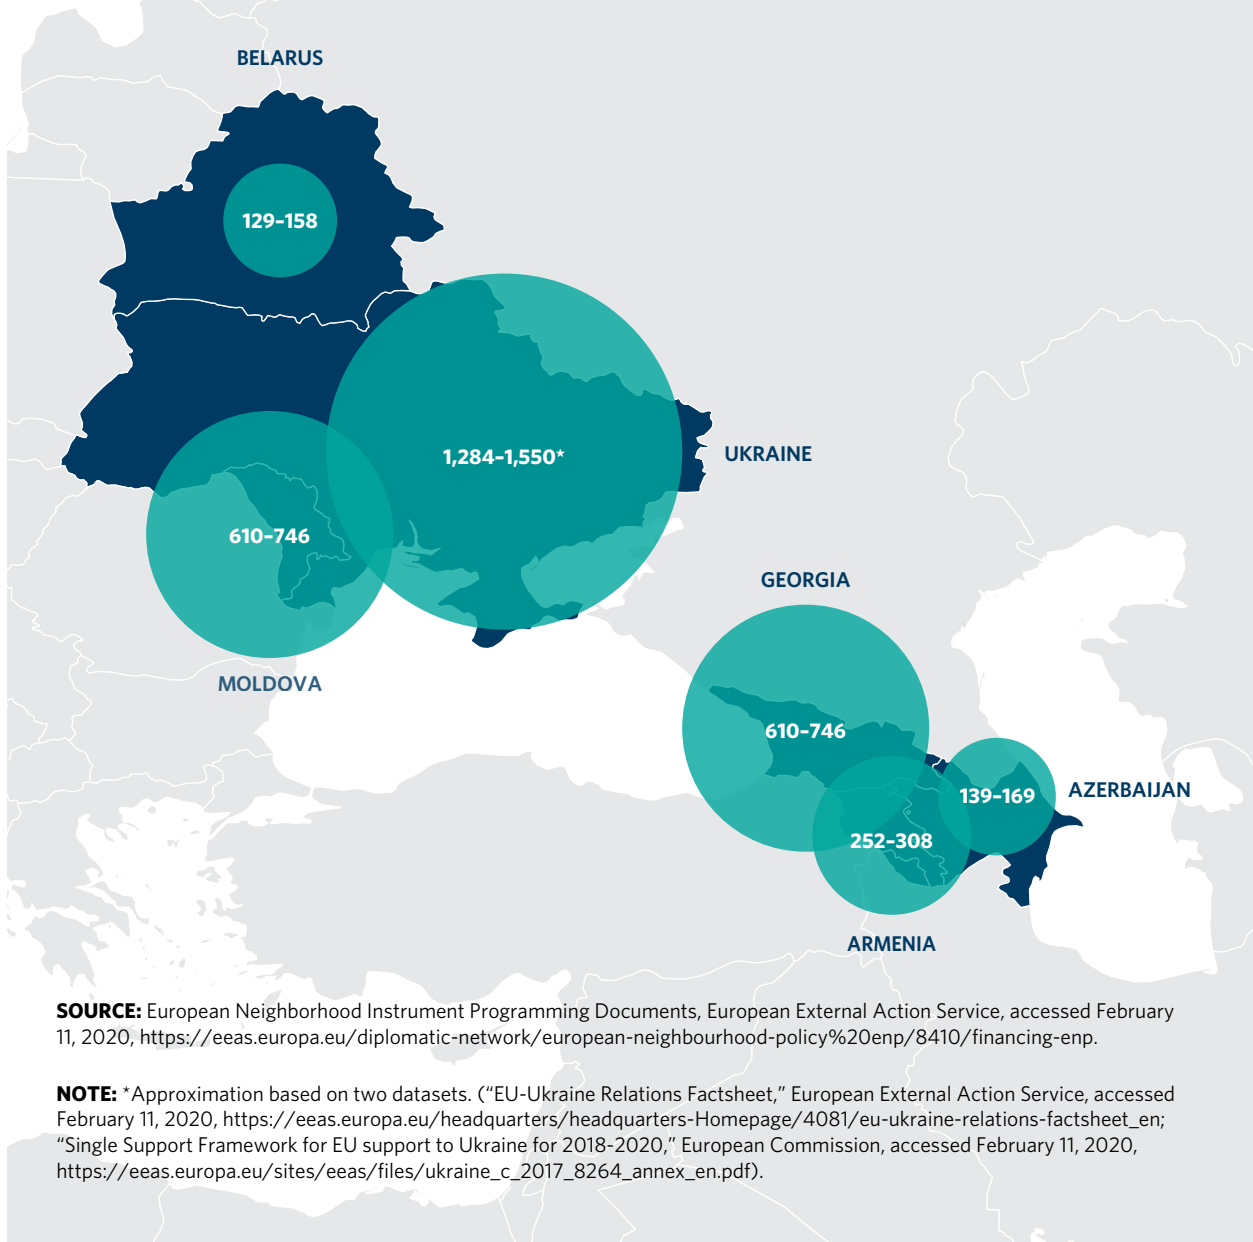 BELARUS
129–158
1,284–1,550*
UKRAINE
610–746
MOLDOVA
GEORGIA
610–746
139–169
AZERBAIJAN
252–308
ARMENIA
SOURCE: European Neighborhood Instrument Programming Documents, European External Action Service, accessed February
11, 2020, https://eeas.europa.eu/diplomatic-network/european-neighbourhood-policy%20enp/8410/financing-enp.
NOTE: *Approximation based on two datasets. (“EU-Ukraine Relations Factsheet,” European External Action Service, accessed
February 11, 2020, https://eeas.europa.eu/headquarters/headquarters-Homepage/4081/eu-ukraine-relations-factsheet_en;
“Single Support Framework for EU support to Ukraine for 2018-2020,” European Commission, accessed February 11, 2020,
https://eeas.europa.eu/sites/eeas/files/ukraine_c_2017_8264_annex_en.pdf).